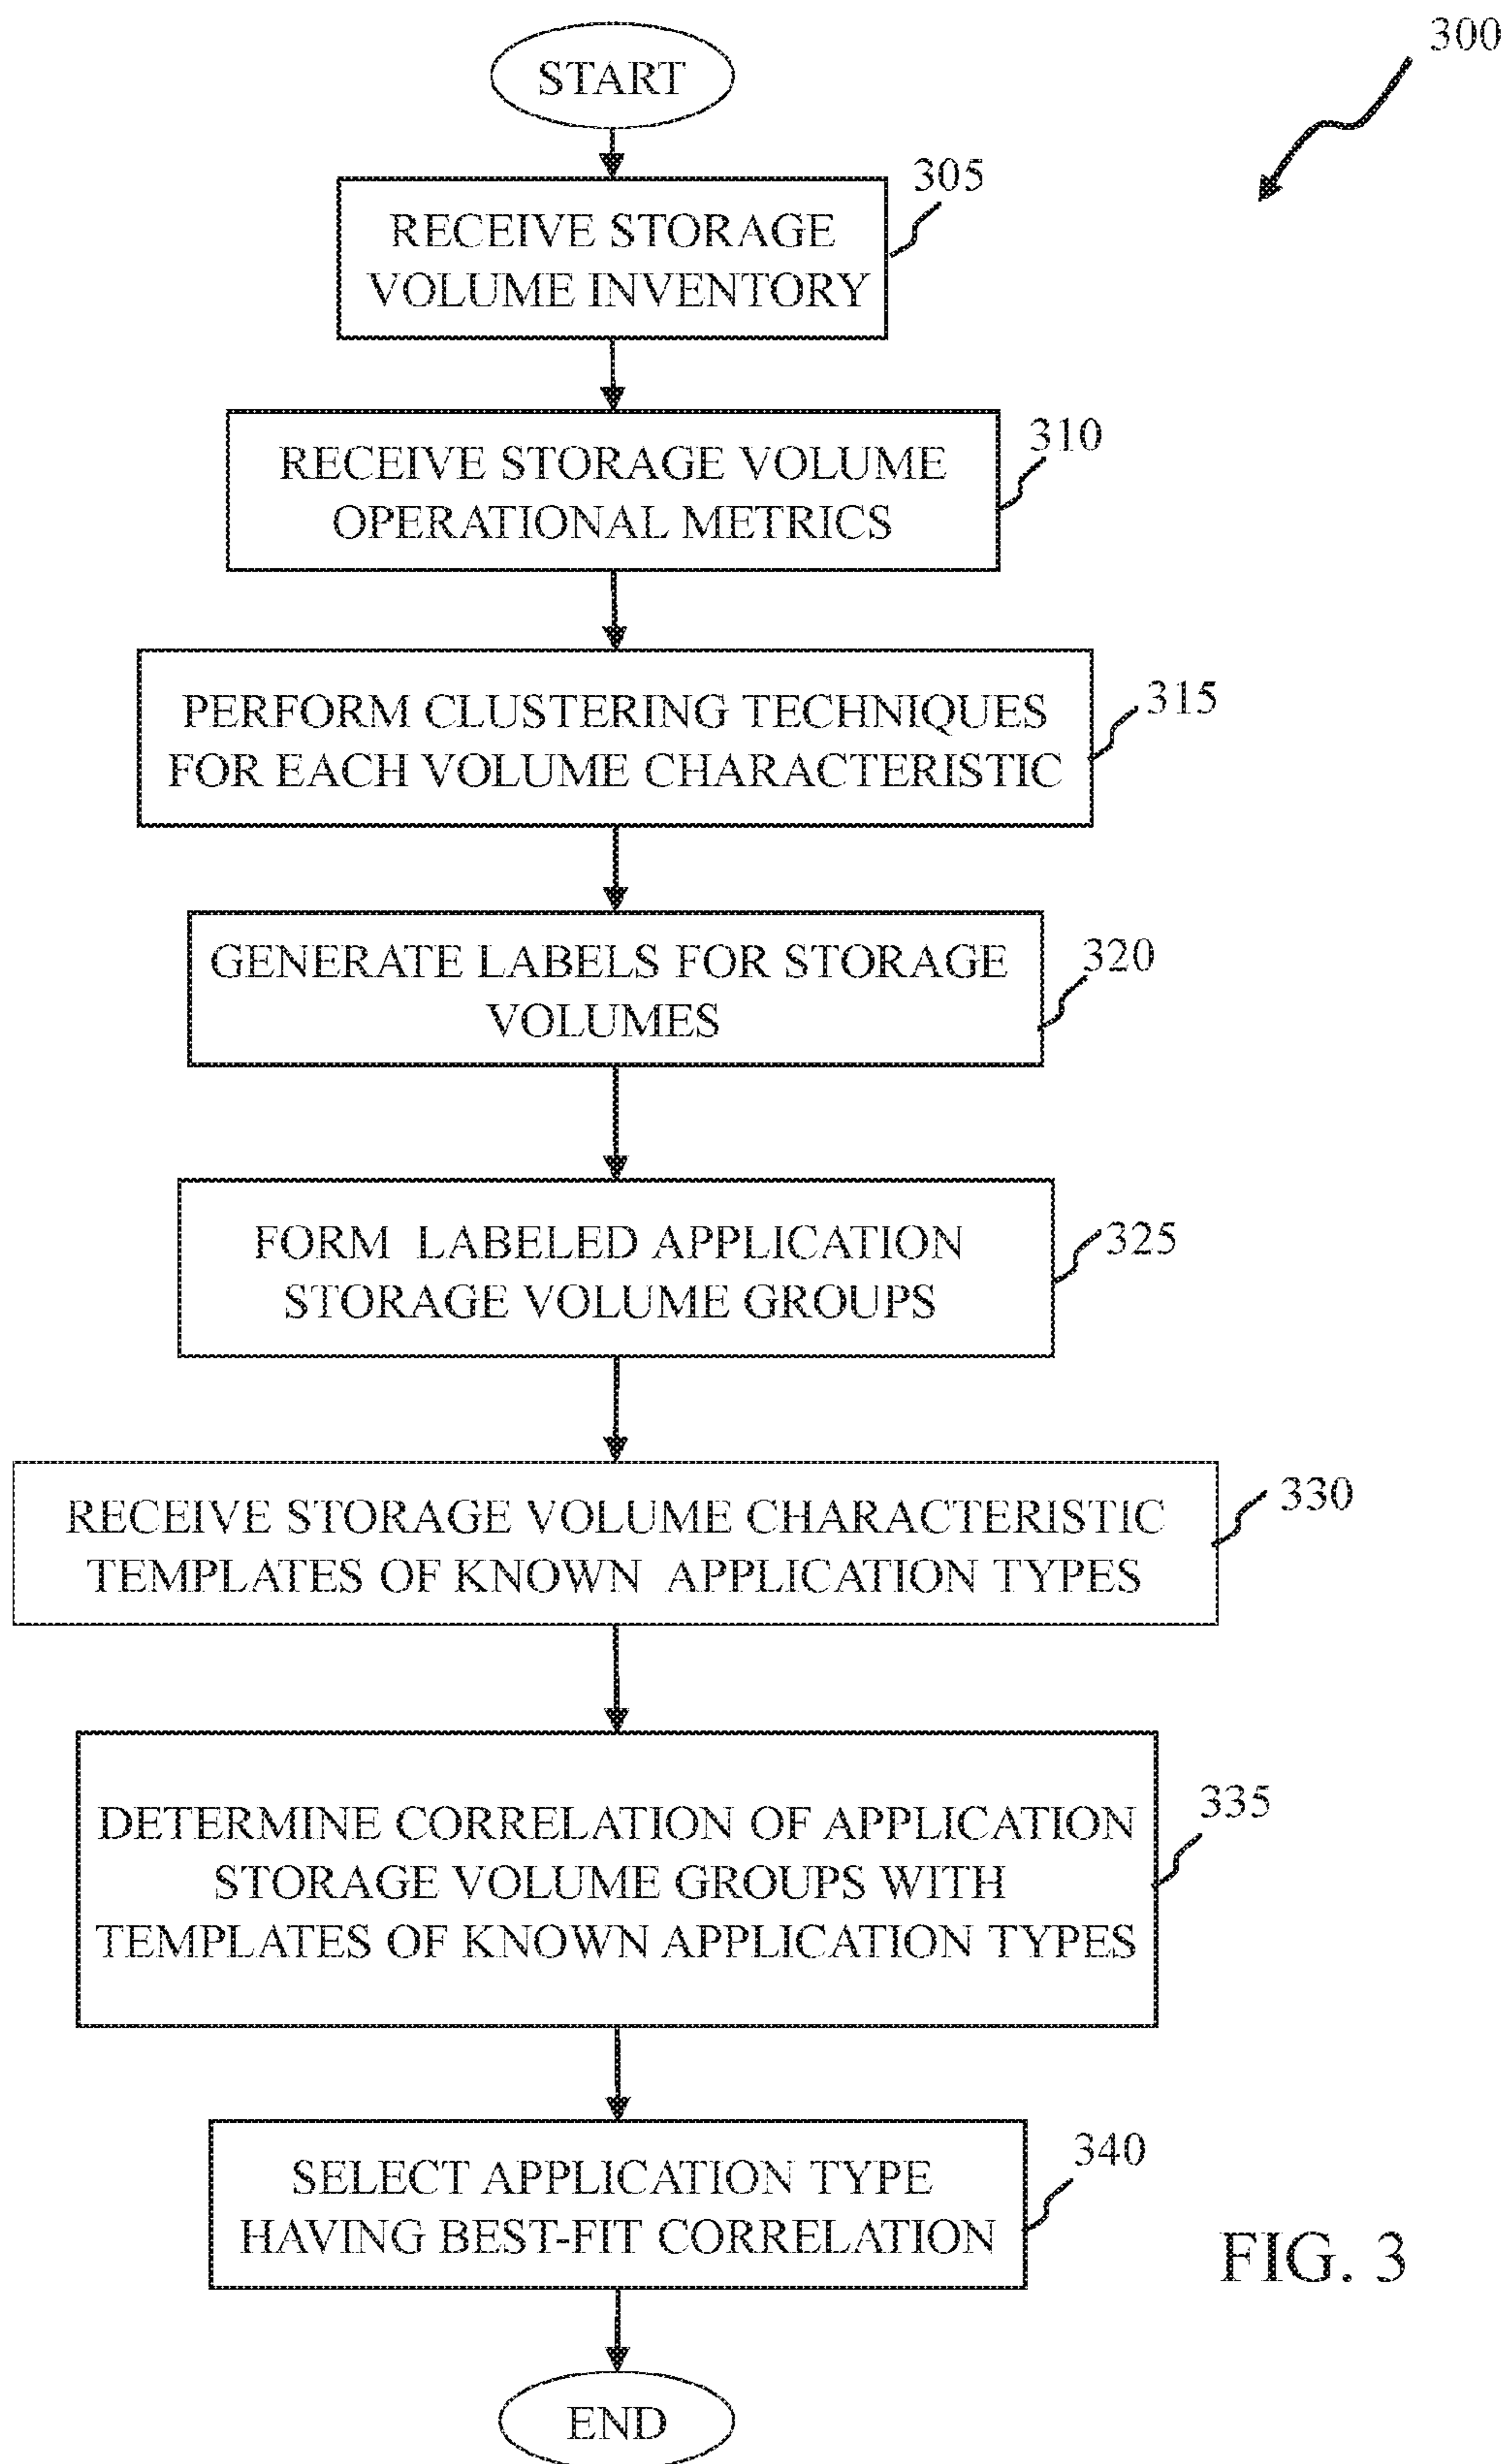 300
START
305
RECEIVE STORAGE
VOLUME INVENTORY
310
RECEIVE STORAGE VOLUME
OPERATIONAL METRICS
315
PERFORM CLUSTERING TECHNIQUES
FOR EACH VOLUME CHARACTERISTIC
320
GENERATE LABELS FOR STORAGE
VOLUMES
325
FORM LABELED APPLICATION
STORAGE VOLUME GROUPS
330
RECEIVE STORAGE VOLUME CHARACTERISTIC
TEMPLATES OF KNOWN APPLICATION TYPES
335
DETERMINE CORRELATION OF APPLICATION
STORAGE VOLUME GROUPS WITH
TEMPLATES OF KNOWN APPLICATION TYPES
340
SELECT APPLICATION TYPE
HAVING BEST-FIT CORRELATION
FIG. 3
END